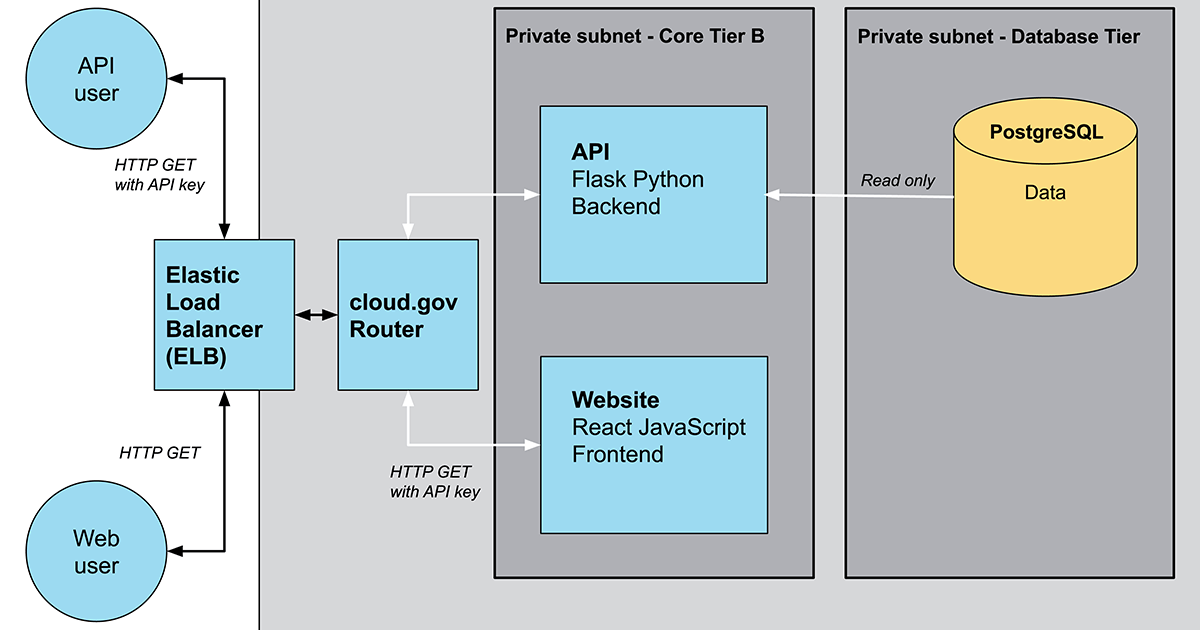 API
user
HTTP GET
with API key
Elastic
Load
Balancer
(ELB)
HTTP GET
Web
user
cloud.gov
Router
HTTP GET
with API key
Private subnet - Core Tier B
API
Flask Python
Backend
Website
React JavaScript
Frontend
Private subnet - Database Tier
Read only
PostgreSQL
Data